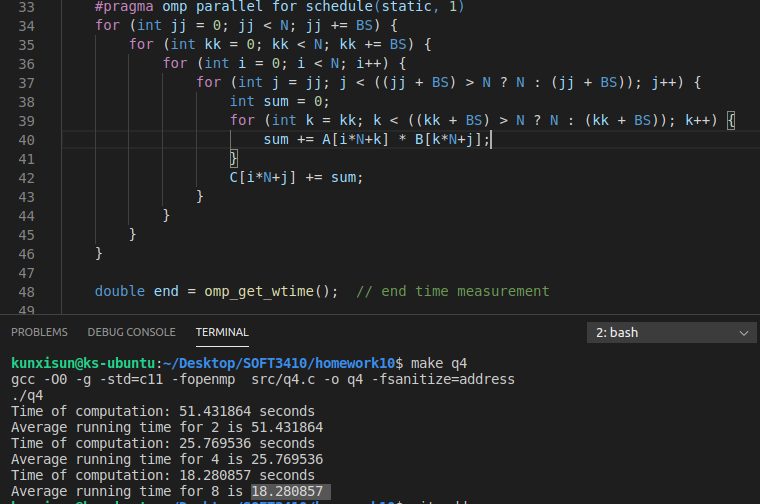 33 #pragma omp parallel for schedule(static, 1)
34 for (int jj = 0; jj < N; jj += BS) {
35 for (int kk = 0; kk < N; kk += BS) {
36 for (int i = 0; i < N; i++) {
37 for (int j = jj; j < ((jj + BS) > N ? N : (jj + BS)); j++) {
38 int sum = 0;
39 for (int k = kk; k < ((kk + BS) > N ? N : (kk + BS)); k++) {
40 sum += A[i*N+k] * B[k*N+j];
41 }
42 C[i*N+j] += sum;
43 }
44 }
45 }
46 }
47
48 double end = omp_get_wtime(); // end time measurement
49
PROBLEMS DEBUG CONSOLE TERMINAL 2: bash
kunxisun@ks-ubuntu:~/Desktop/SOFT3410/homework10$ make q4
gcc -O0 -g -std=c11 -fopenmp src/q4.c -o q4 -fsanitize=address
./q4
Time of computation: 51.431864 seconds
Average running time for 2 is 51.431864
Time of computation: 25.769536 seconds
Average running time for 4 is 25.769536
Time of computation: 18.280857 seconds
Average running time for 8 is 18.280857